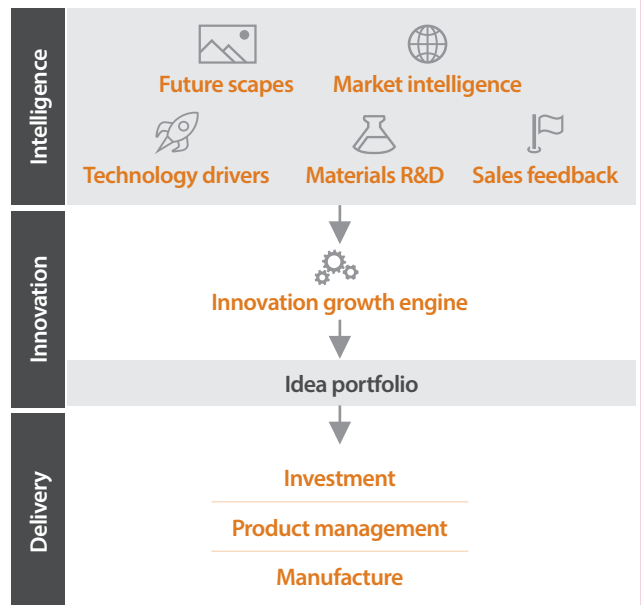 Intelligence
Future scapes
Market intelligence
Technology drivers
Materials R&D
Sales feedback
Innovation
Innovation growth engine
Idea portfolio
Delivery
Investment
Product management
Manufacture